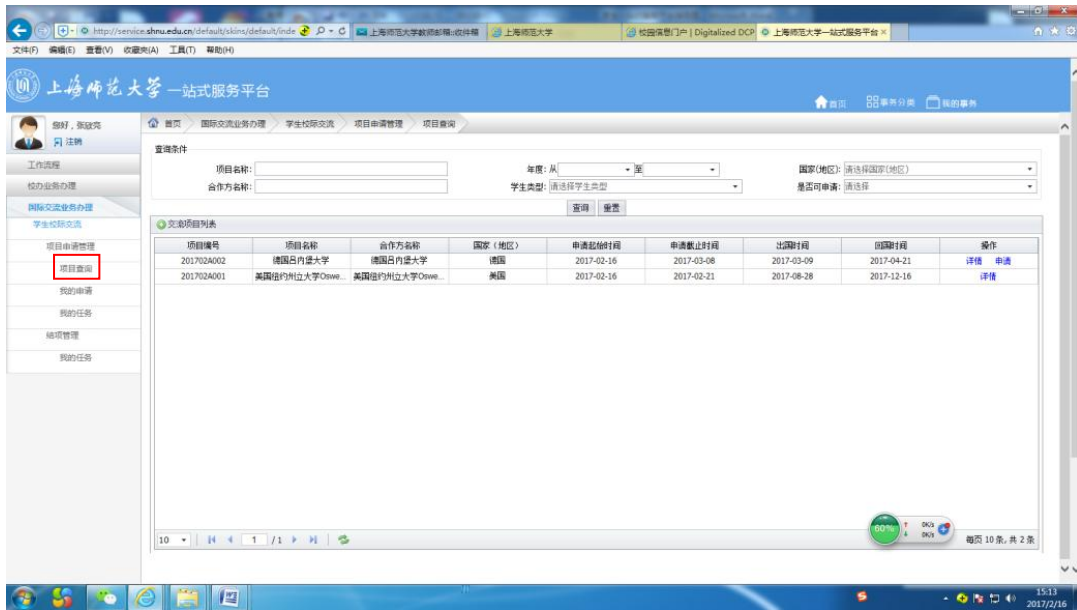 http://service.shnu.edu.cn/default/skins/default/inde
上海师范大学教师邮箱::收件箱
上海师范大学
校园信息门户 | Digitalized DCP
上海师范大学—站式服务平台
文件(F) 编辑(E) 查看(V) 收藏夹(A) 工具(T) 帮助(H)
上海师范大学 一站式服务平台
首页 事务分类 我的事务
您好，张欣亮
注销
首页 国际交流业务办理 学生校际交流 项目申请管理 项目查询
工作流程
校办业务办理
国际交流业务办理
学生校际交流
项目申请管理
项目查询
我的申请
我的任务
结项管理
我的任务
查询条件
项目名称: 年度: 从 至 国家(地区): 请选择国家(地区)
合作方名称: 学生类型: 请选择学生类型 是否可申请: 请选择
查询 重置
交流项目列表
项目编号 项目名称 合作方名称 国家（地区） 申请起始时间 申请截止时间 出国时间 回国时间 操作
201702A002 德国吕内堡大学 德国吕内堡大学 德国 2017-02-16 2017-03-08 2017-03-09 2017-04-21 详情 申请
201702A001 美国纽约州立大学Oswe... 美国纽约州立大学Oswe... 美国 2017-02-16 2017-02-21 2017-08-28 2017-12-16 详情
60%
0K/s
0K/s
10 1 /1 每页 10 条, 共 2 条
15:13
2017/2/16